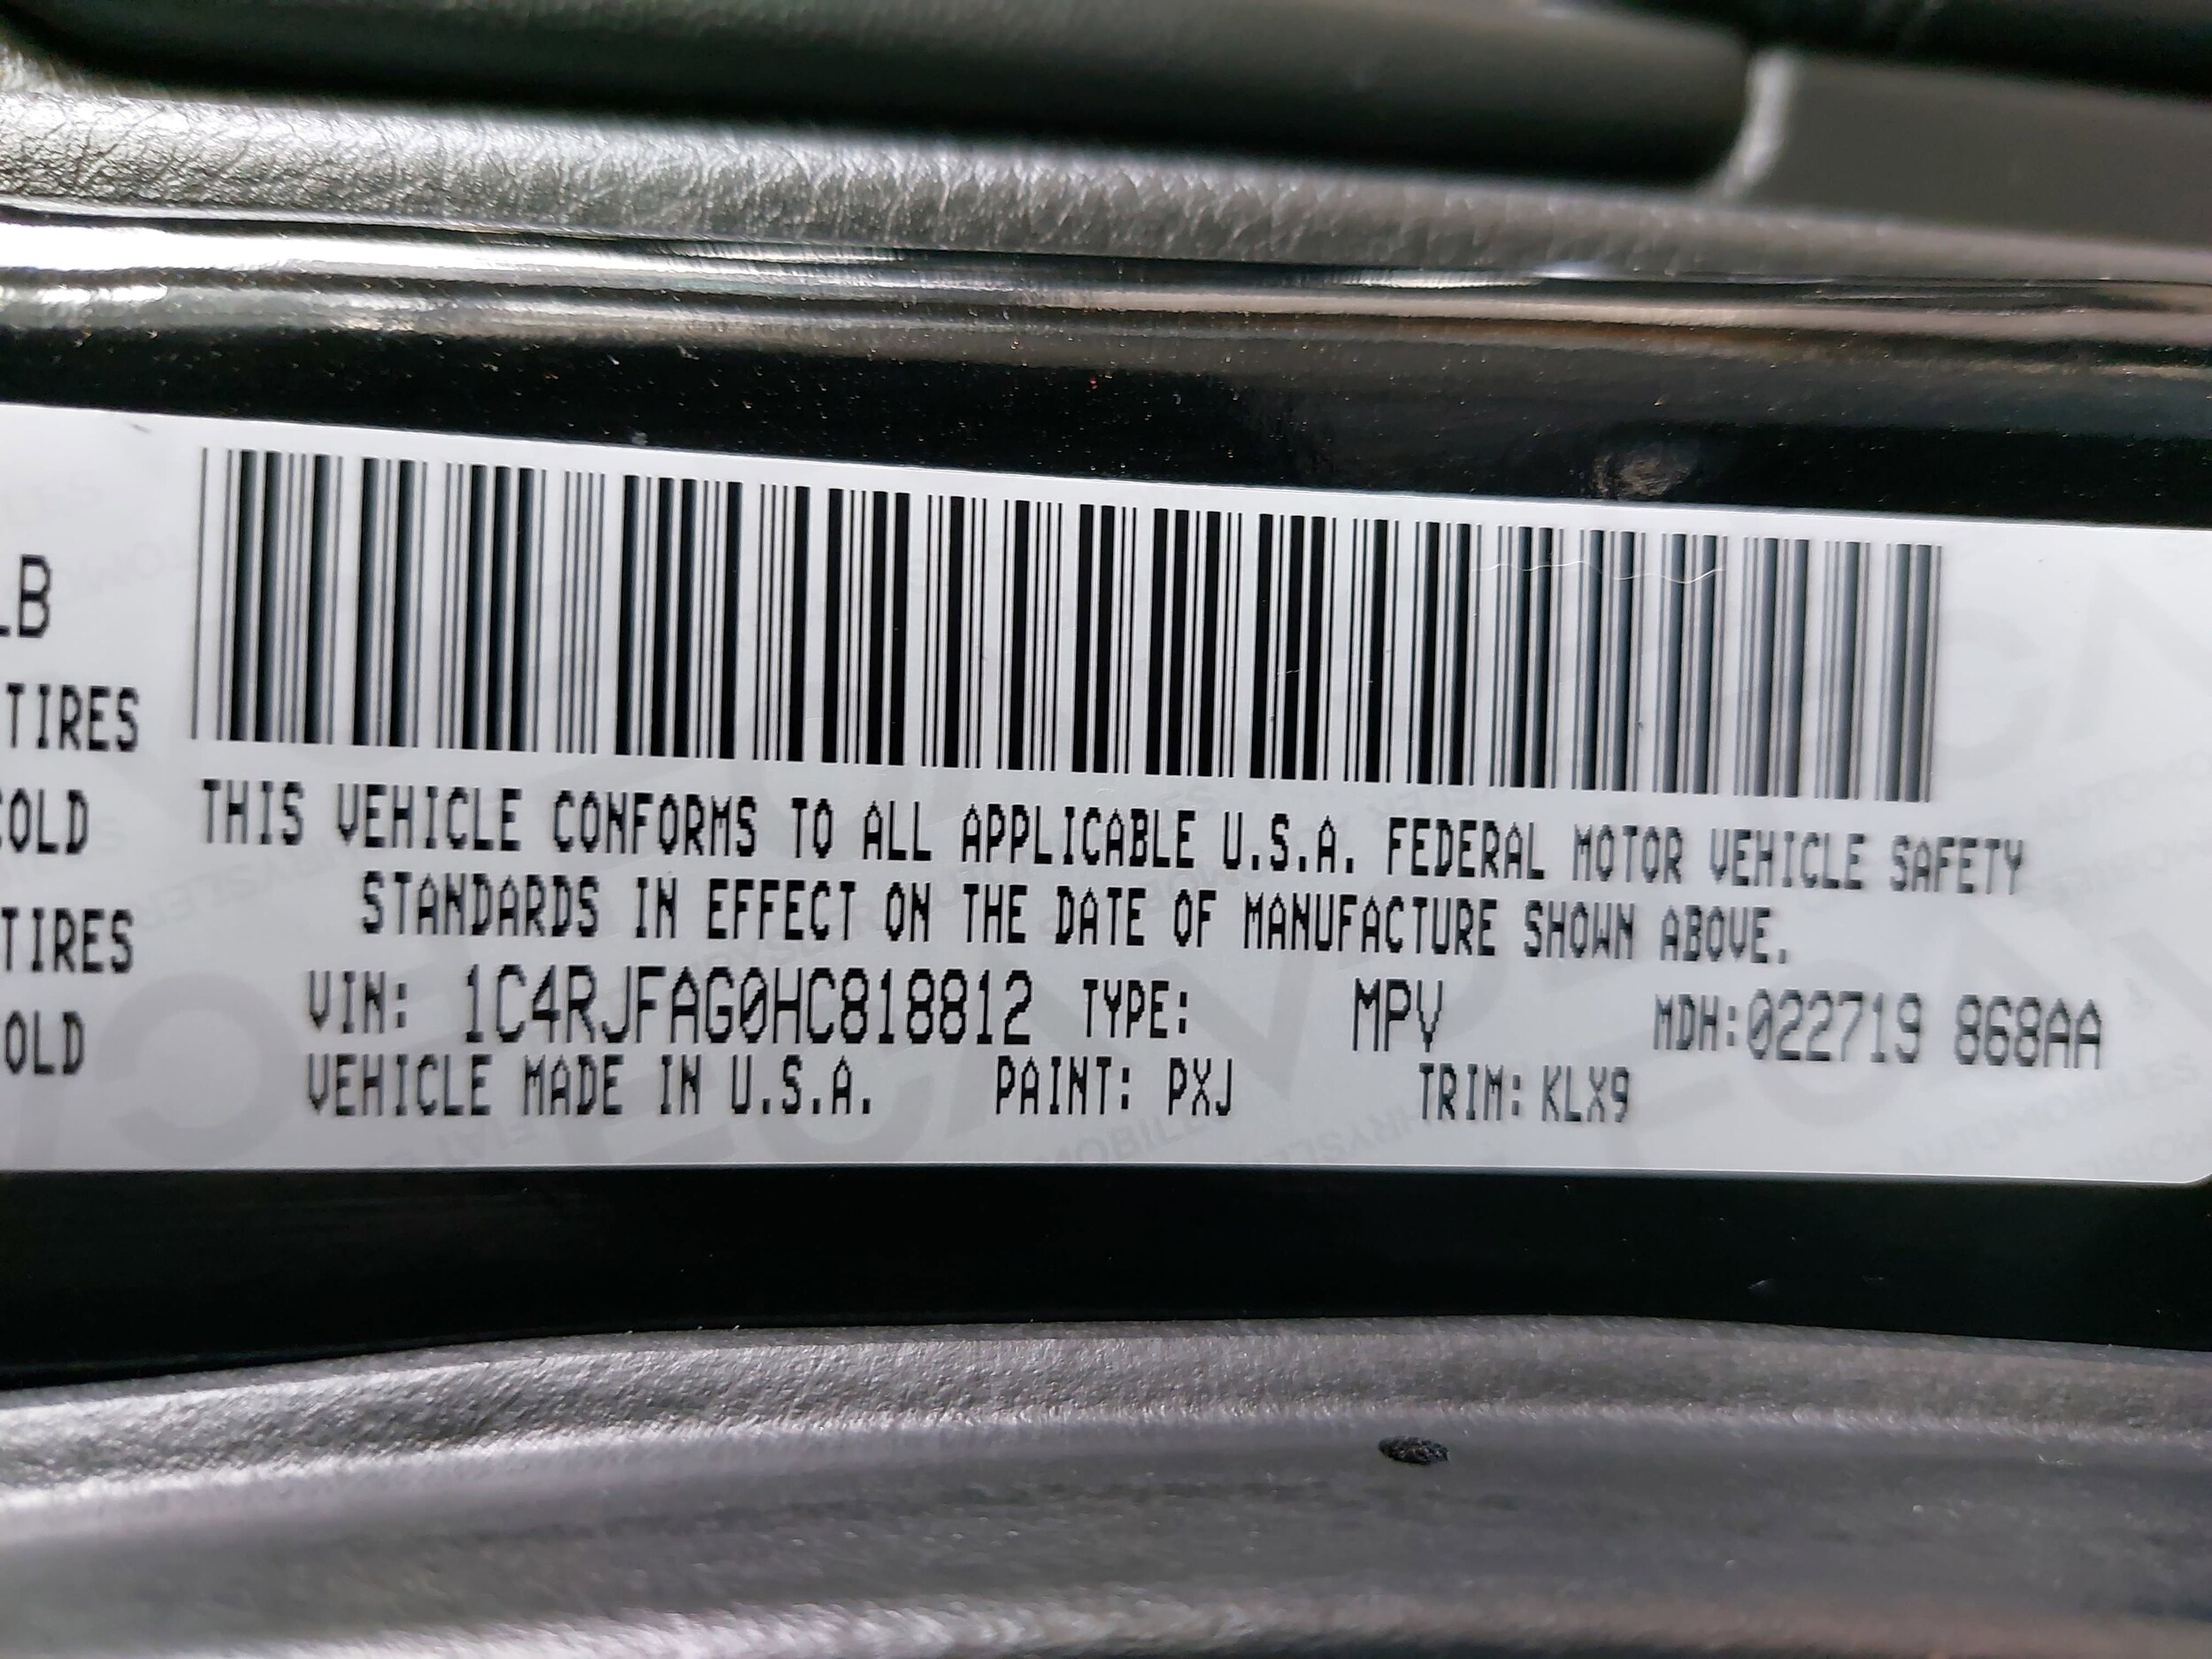 LB
TIRES
COLD
TIRES
OLD
THIS VEHICLE CONFORMS TO ALL APPLICABLE U.S.A. FEDERAL MOTOR VEHICLE SAFETY
STANDARDS IN EFFECT ON THE DATE OF MANUFACTURE SHOWN ABOVE.
VIN: 1C4RJFAG0HC818812 TYPE: MPV MDH:022719 868AA
VEHICLE MADE IN U.S.A. PAINT: PXJ TRIM: KLX9